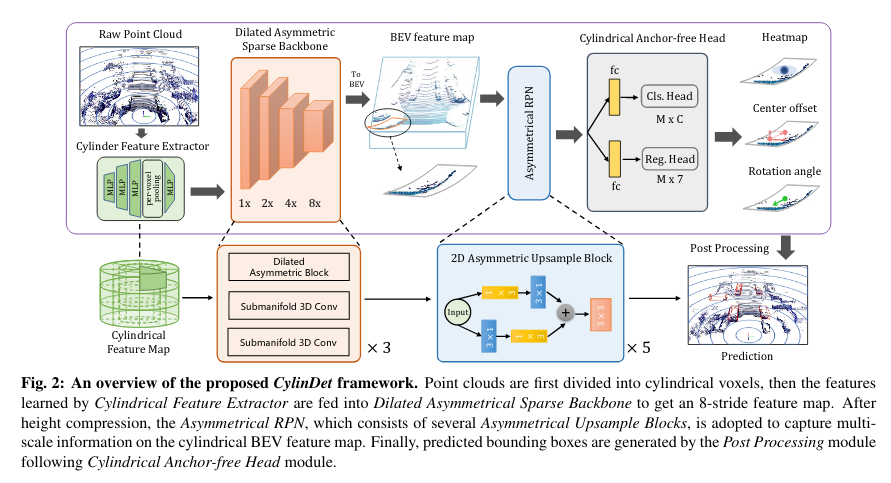 Raw Point Cloud
Dilated Asymmetric
Sparse Backbone
BEV feature map
Cylindrical Anchor-free Head
Heatmap
To
BEV
Cylinder Feature Extractor
MLP
MLP
MLP
per-voxel
pooling
MLP
1x 2x 4x 8x
Asymmetrical RPN
fc
Cls. Head
M x C
Reg. Head
M x 7
fc
Center offset
Rotation angle
Post Processing
Cylindrical
Feature Map
Dilated
Asymmetric Block
Submanifold 3D Conv
Submanifold 3D Conv
× 3
2D Asymmetric Upsample Block
Input
1 × 3
3 × 1
3 × 1
1 × 3
+
3 × 3
× 5
Prediction
Fig. 2: An overview of the proposed CylinDet framework. Point clouds are first divided into cylindrical voxels, then the features
learned by Cylindrical Feature Extractor are fed into Dilated Asymmetrical Sparse Backbone to get an 8-stride feature map. After
height compression, the Asymmetrical RPN, which consists of several Asymmetrical Upsample Blocks, is adopted to capture multi-
scale information on the cylindrical BEV feature map. Finally, predicted bounding boxes are generated by the Post Processing module
following Cylindrical Anchor-free Head module.